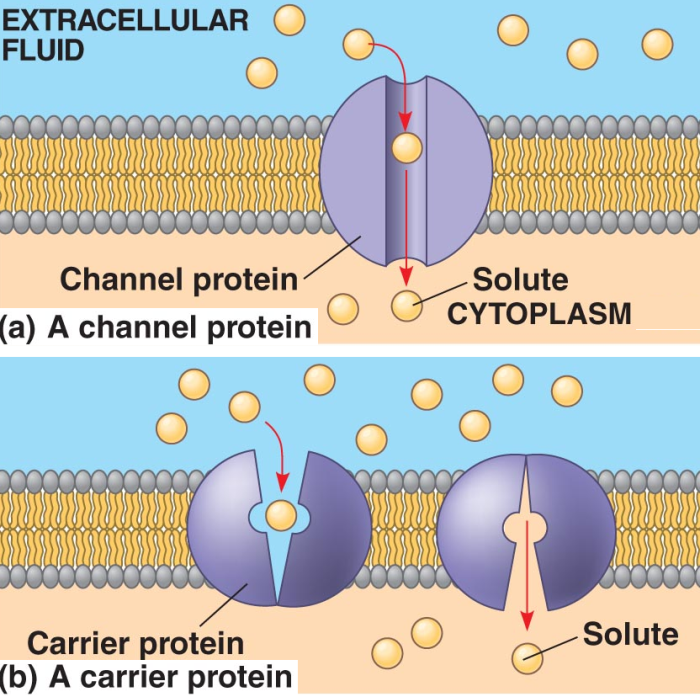 EXTRACELLULAR
FLUID
Channel protein
Solute
CYTOPLASM
(a) A channel protein
Carrier protein
Solute
(b) A carrier protein